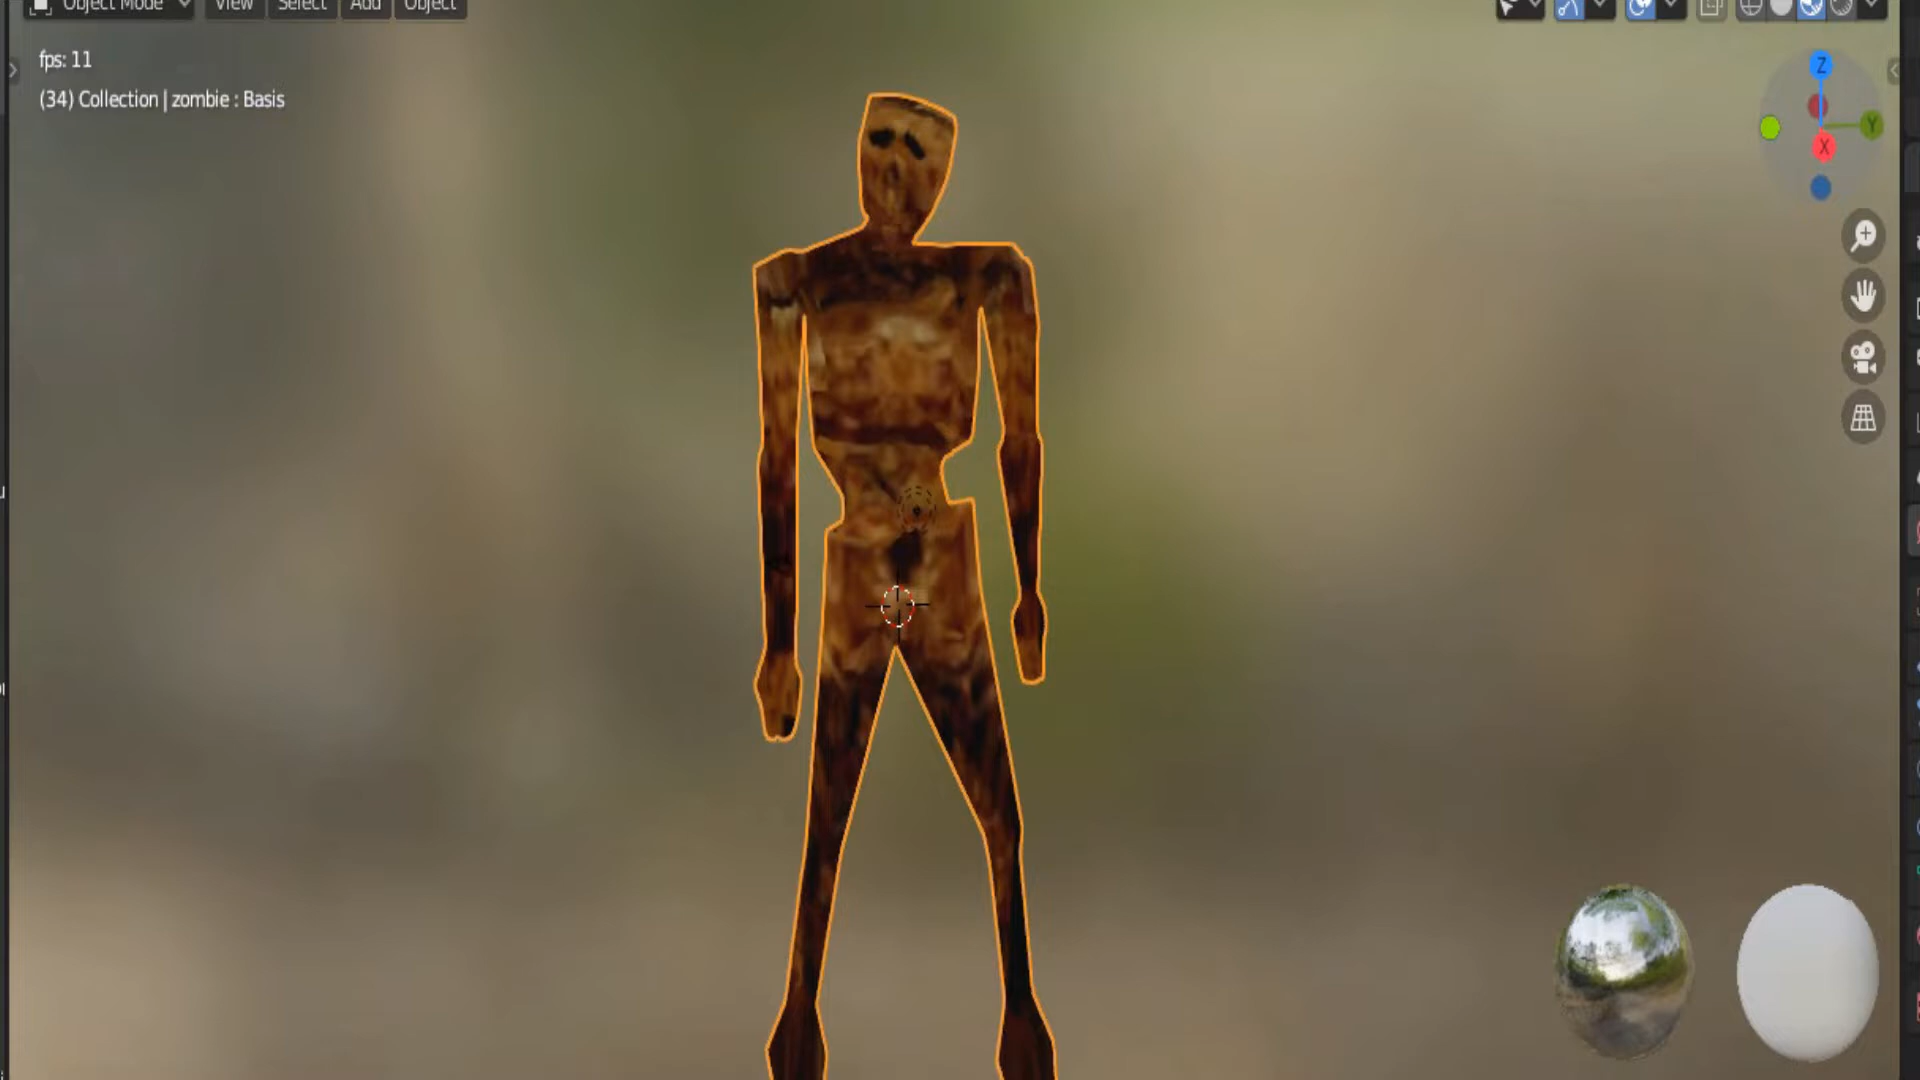 Object Mode View Select Add Object
fps: 11
(34) Collection | zombie : Basis
Z
Y
X